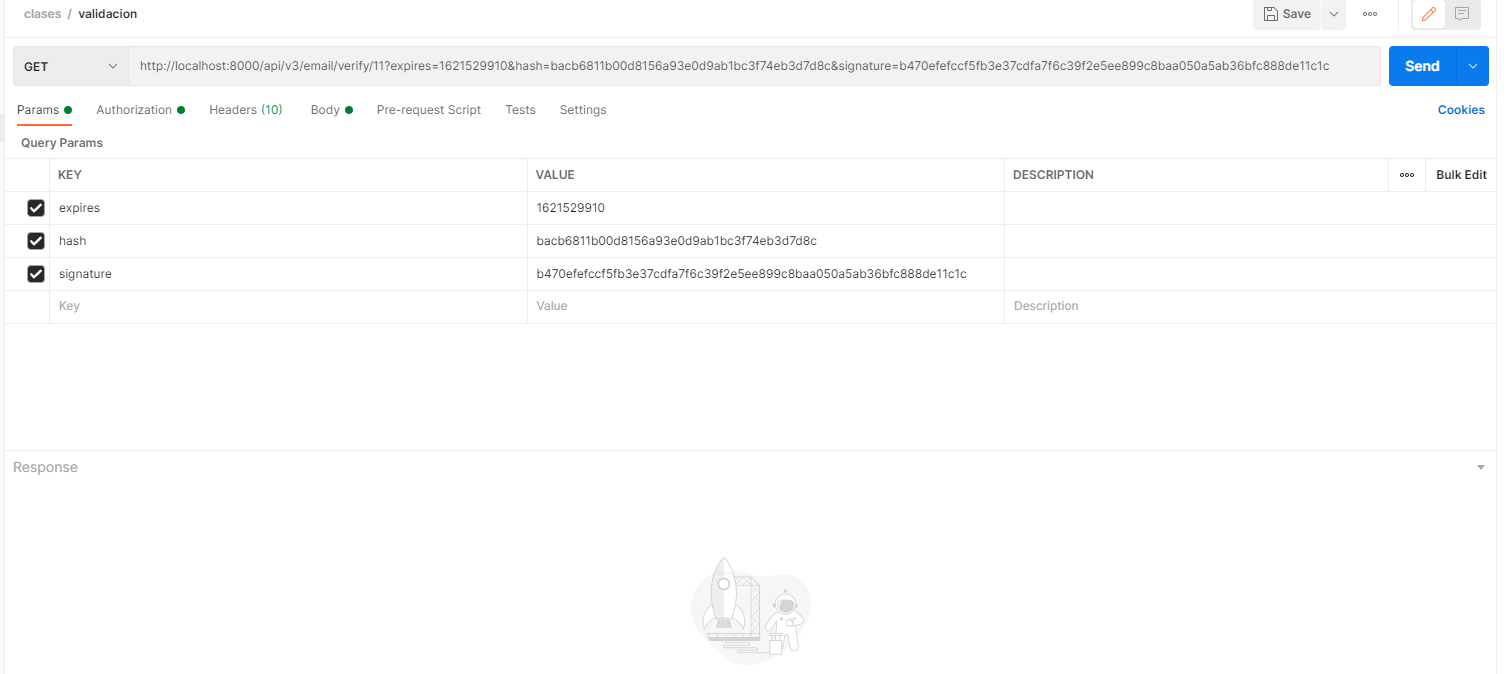 clases / validacion
Save
GET
http://localhost:8000/api/v3/email/verify/11?expires=1621529910&hash=bacb6811b00d8156a93e0d9ab1bc3f74eb3d7d8c&signature=b470efefccf5fb3e37cdfa7f6c39f2e5ee899c8baa050a5ab36bfc888de11c1c
Send
Params Authorization Headers (10) Body Pre-request Script Tests Settings Cookies
Query Params
KEY VALUE DESCRIPTION Bulk Edit
expires 1621529910
hash bacb6811b00d8156a93e0d9ab1bc3f74eb3d7d8c
signature b470efefccf5fb3e37cdfa7f6c39f2e5ee899c8baa050a5ab36bfc888de11c1c
Key Value Description
Response